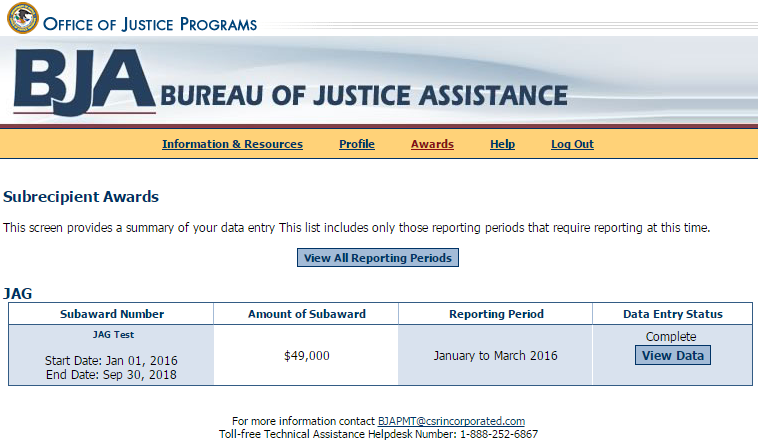 OFFICE OF JUSTICE PROGRAMS
BJA BUREAU OF JUSTICE ASSISTANCE
Information & Resources Profile Awards Help Log Out
Subrecipient Awards
This screen provides a summary of your data entry This list includes only those reporting periods that require reporting at this time.
View All Reporting Periods
JAG
Subaward Number Amount of Subaward Reporting Period Data Entry Status
JAG Test
Start Date: Jan 01, 2016
End Date: Sep 30, 2018
$49,000
January to March 2016
Complete
View Data
For more information contact BJAPMT@csrincorporated.com
Toll-free Technical Assistance Helpdesk Number: 1-888-252-6867